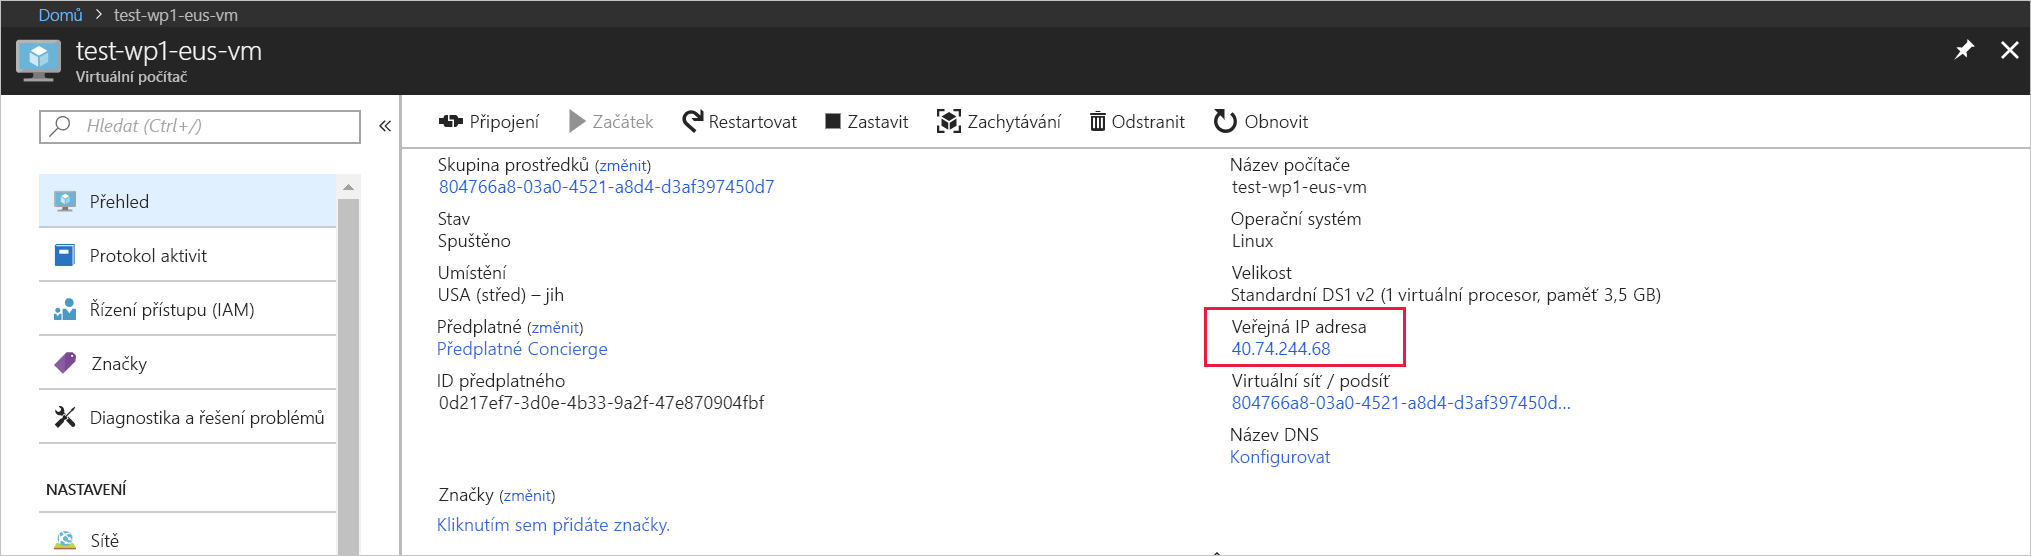 Domů > test-wp1-eus-vm
test-wp1-eus-vm
Virtuální počítač
Hledat (Ctrl+/)
«
Přehled
Protokol aktivit
Řízení přístupu (IAM)
Značky
Diagnostika a řešení problémů
NASTAVENÍ
Sítě
Připojení Začátek Restartovat Zastavit Zachytávání Odstranit Obnovit
Skupina prostředků (změnit)
804766a8-03a0-4521-a8d4-d3af397450d7
Stav
Spuštěno
Umístění
USA (střed) – jih
Předplatné (změnit)
Předplatné Concierge
ID předplatného
0d217ef7-3d0e-4b33-9a2f-47e870904fbf
Název počítače
test-wp1-eus-vm
Operační systém
Linux
Velikost
Standardní DS1 v2 (1 virtuální procesor, paměť 3,5 GB)
Veřejná IP adresa
40.74.244.68
Virtuální síť / podsíť
804766a8-03a0-4521-a8d4-d3af397450d...
Název DNS
Konfigurovat
Značky (změnit)
Kliknutím sem přidáte značky.